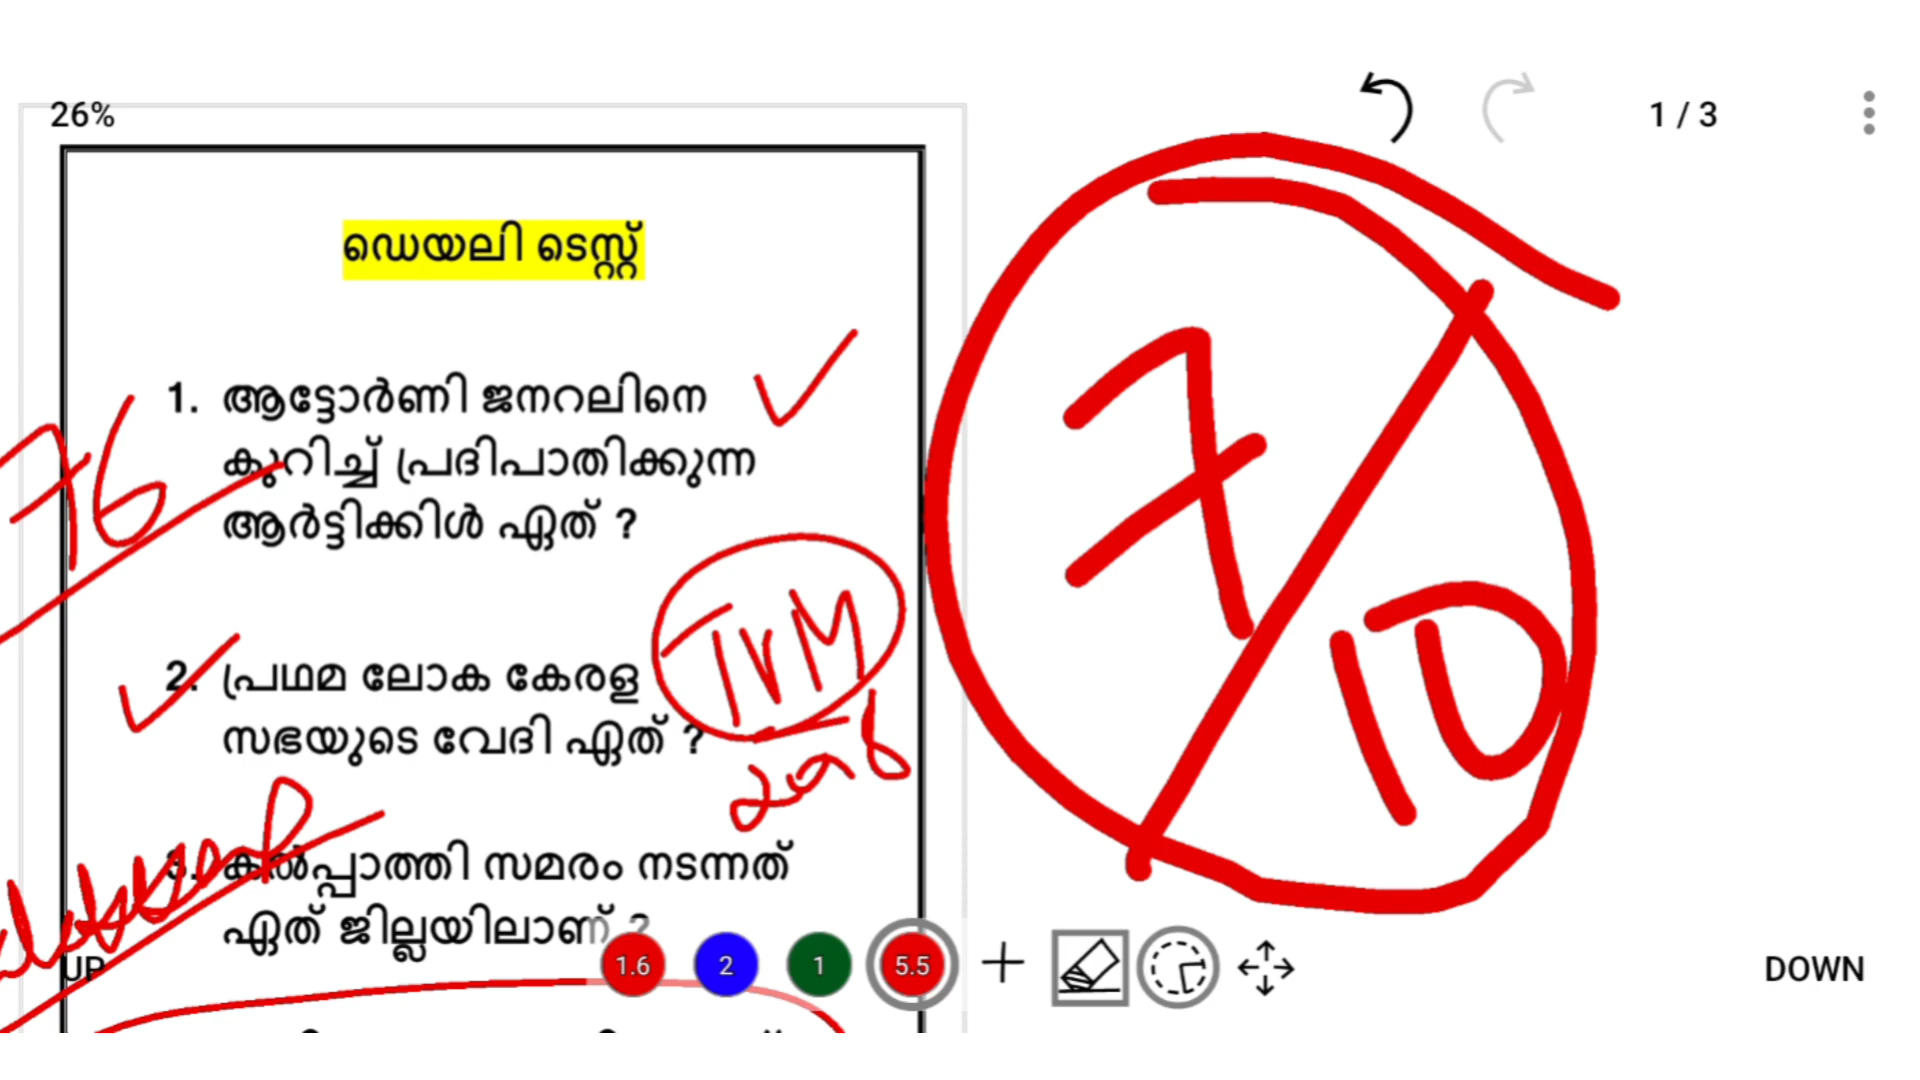 26%
1 / 3
ഡെയലി ടെസ്റ്റ്
1. ആട്ടോർണി ജനറലിനെ
കുറിച്ച് പ്രദിപാതിക്കുന്ന
ആർട്ടിക്കിൾ ഏത് ?
76
7/10
2. പ്രഥമ ലോക കേരള
സഭയുടെ വേദി ഏത് ?
TVM
2018
3. കൽപ്പാത്തി സമരം നടന്നത്
ഏത് ജില്ലയിലാണ് ?
UP
1.6 2 1 5.5
DOWN